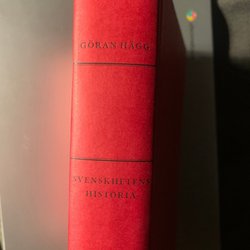 GÖRAN HÄGG
SVENSKHETENS
HISTORIA